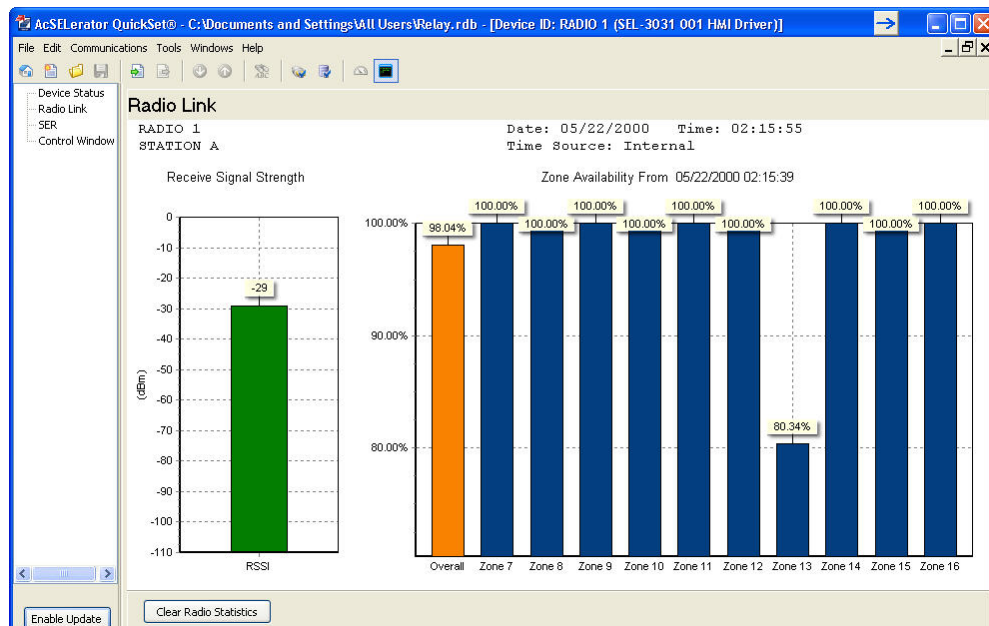 AcSELerator QuickSet® - C:\Documents and Settings\All Users\Relay.rdb - [Device ID: RADIO 1 (SEL-3031 001 HMI Driver)]
File Edit Communications Tools Windows Help
Device Status
Radio Link
SER
Control Window
Radio Link
RADIO 1
STATION A
Date: 05/22/2000 Time: 02:15:55
Time Source: Internal
Receive Signal Strength
0
-10
-20
-30
-40
-50
-60
-70
-80
-90
-100
-110
(dBm)
-29
RSSI
Zone Availability From 05/22/2000 02:15:39
100.00%
90.00%
80.00%
98.04%
100.00%
100.00%
100.00%
100.00%
100.00%
100.00%
80.34%
100.00%
100.00%
100.00%
Overall Zone 7 Zone 8 Zone 9 Zone 10 Zone 11 Zone 12 Zone 13 Zone 14 Zone 15 Zone 16
Enable Update
Clear Radio Statistics